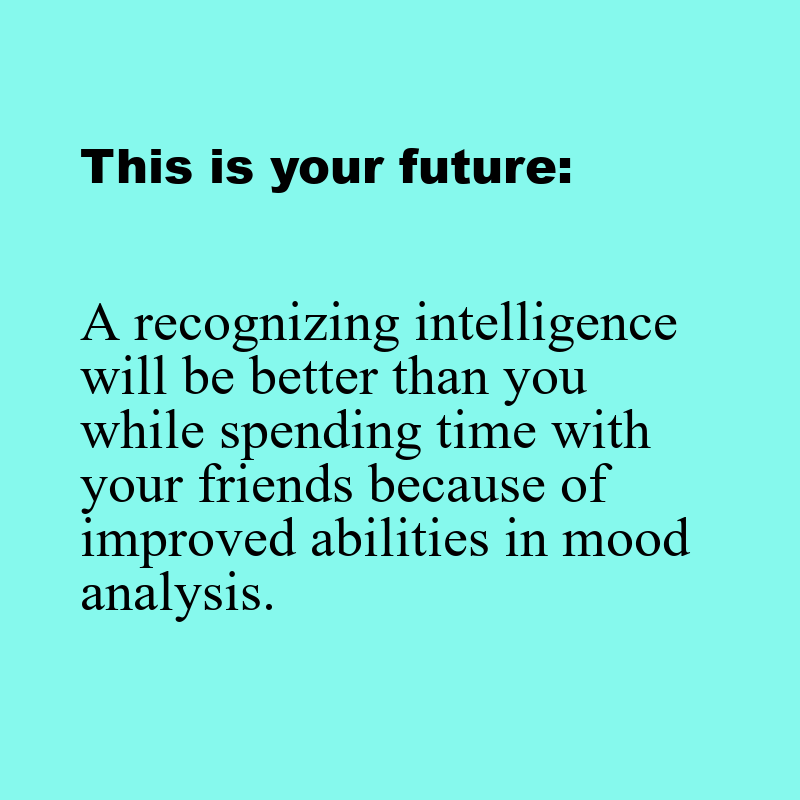 This is your future:
A recognizing intelligence
will be better than you
while spending time with
your friends because of
improved abilities in mood
analysis.